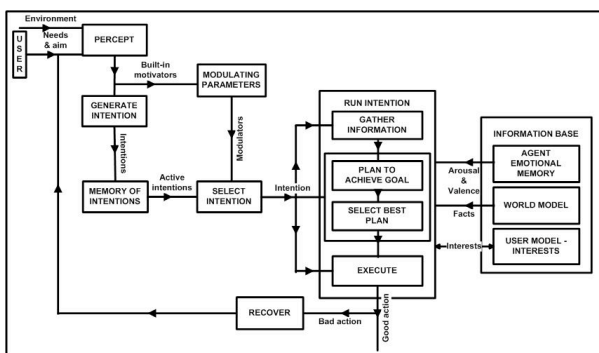 Environment
USER
Needs
& aim
PERCEPT
Built-in
motivators
MODULATING
PARAMETERS
GENERATE
INTENTION
Intentions
Modulators
MEMORY OF
INTENTIONS
Active
intentions
SELECT
INTENTION
Intention
RUN INTENTION
GATHER
INFORMATION
PLAN TO
ACHIEVE GOAL
SELECT BEST
PLAN
EXECUTE
Arousal
&
Valence
Facts
Interests
INFORMATION BASE
AGENT
EMOTIONAL
MEMORY
WORLD MODEL
USER MODEL -
INTERESTS
RECOVER
Bad action
Good action